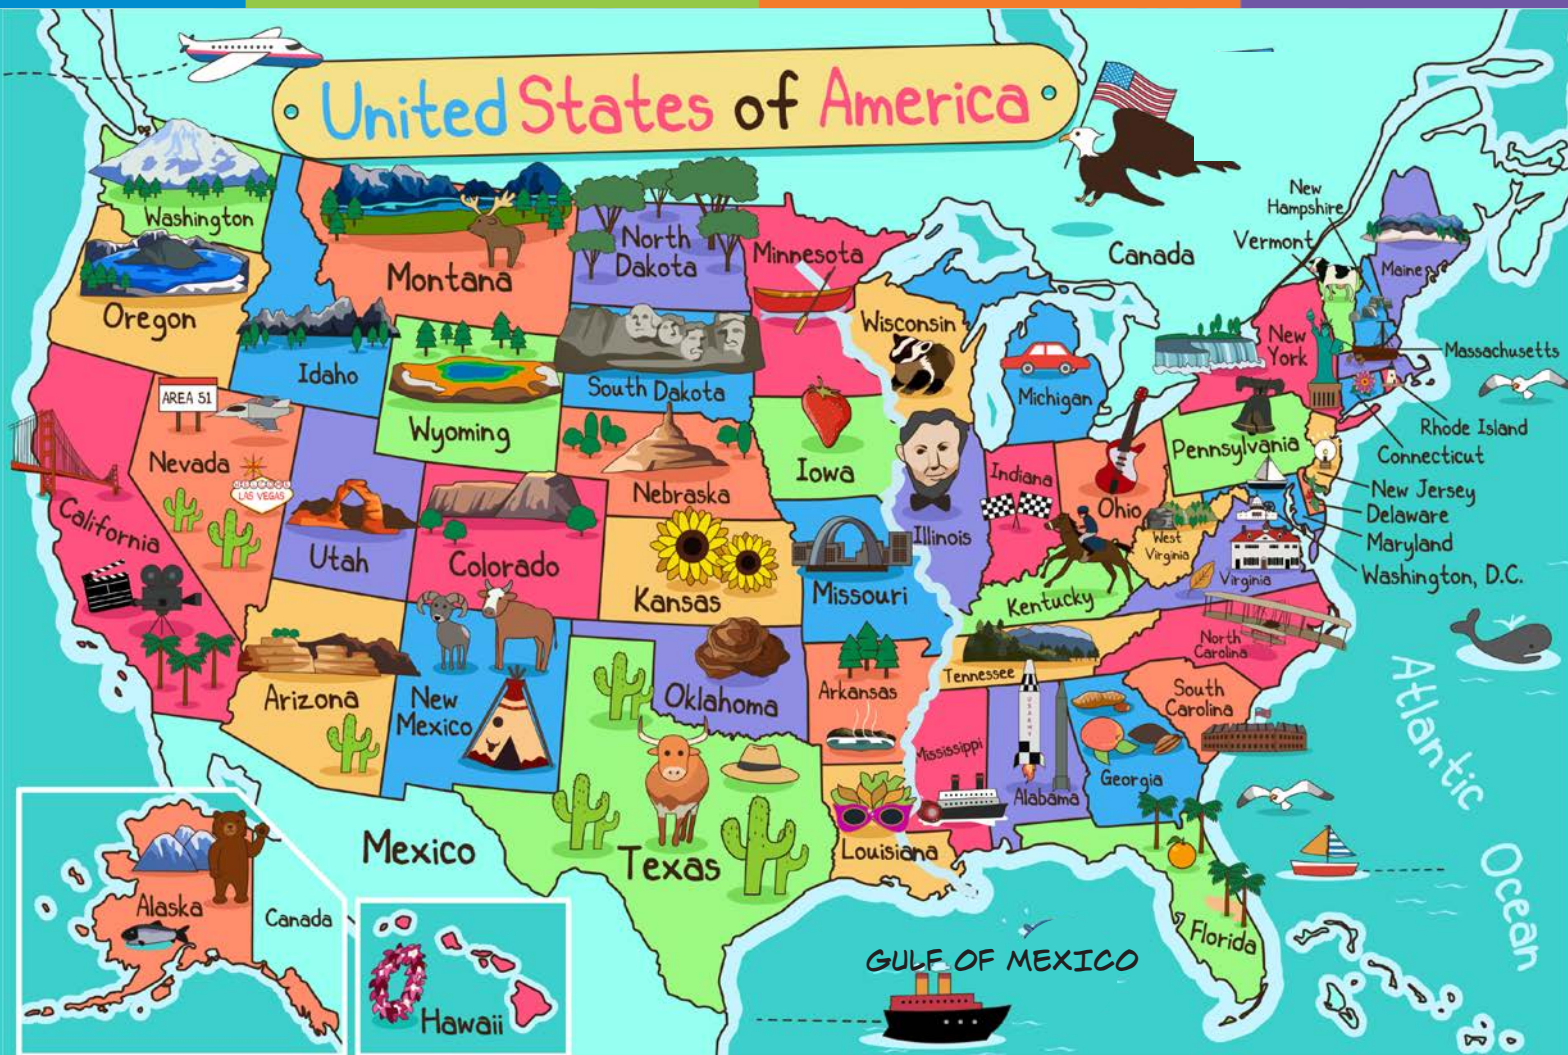 United States of America
Washington
Oregon
Montana
North
Dakota
Minnesota
Canada
New
Hampshire
Vermont
Maine
Idaho
Wyoming
South Dakota
Wisconsin
Michigan
New
York
Massachusetts
AREA 51
Nevada
WELCOME
LAS VEGAS
California
Utah
Colorado
Nebraska
Iowa
Illinois
Indiana
Ohio
Pennsylvania
Rhode Island
Connecticut
New Jersey
Delaware
Maryland
Washington, D.C.
West
Virginia
Virginia
Kansas
Missouri
Kentucky
North
Carolina
Tennessee
Arizona
New
Mexico
Oklahoma
Arkansas
South
Carolina
Mississippi
Alabama
Georgia
Atlantic
Ocean
Mexico
Texas
Louisiana
Florida
Alaska
Canada
Hawaii
GULF OF MEXICO